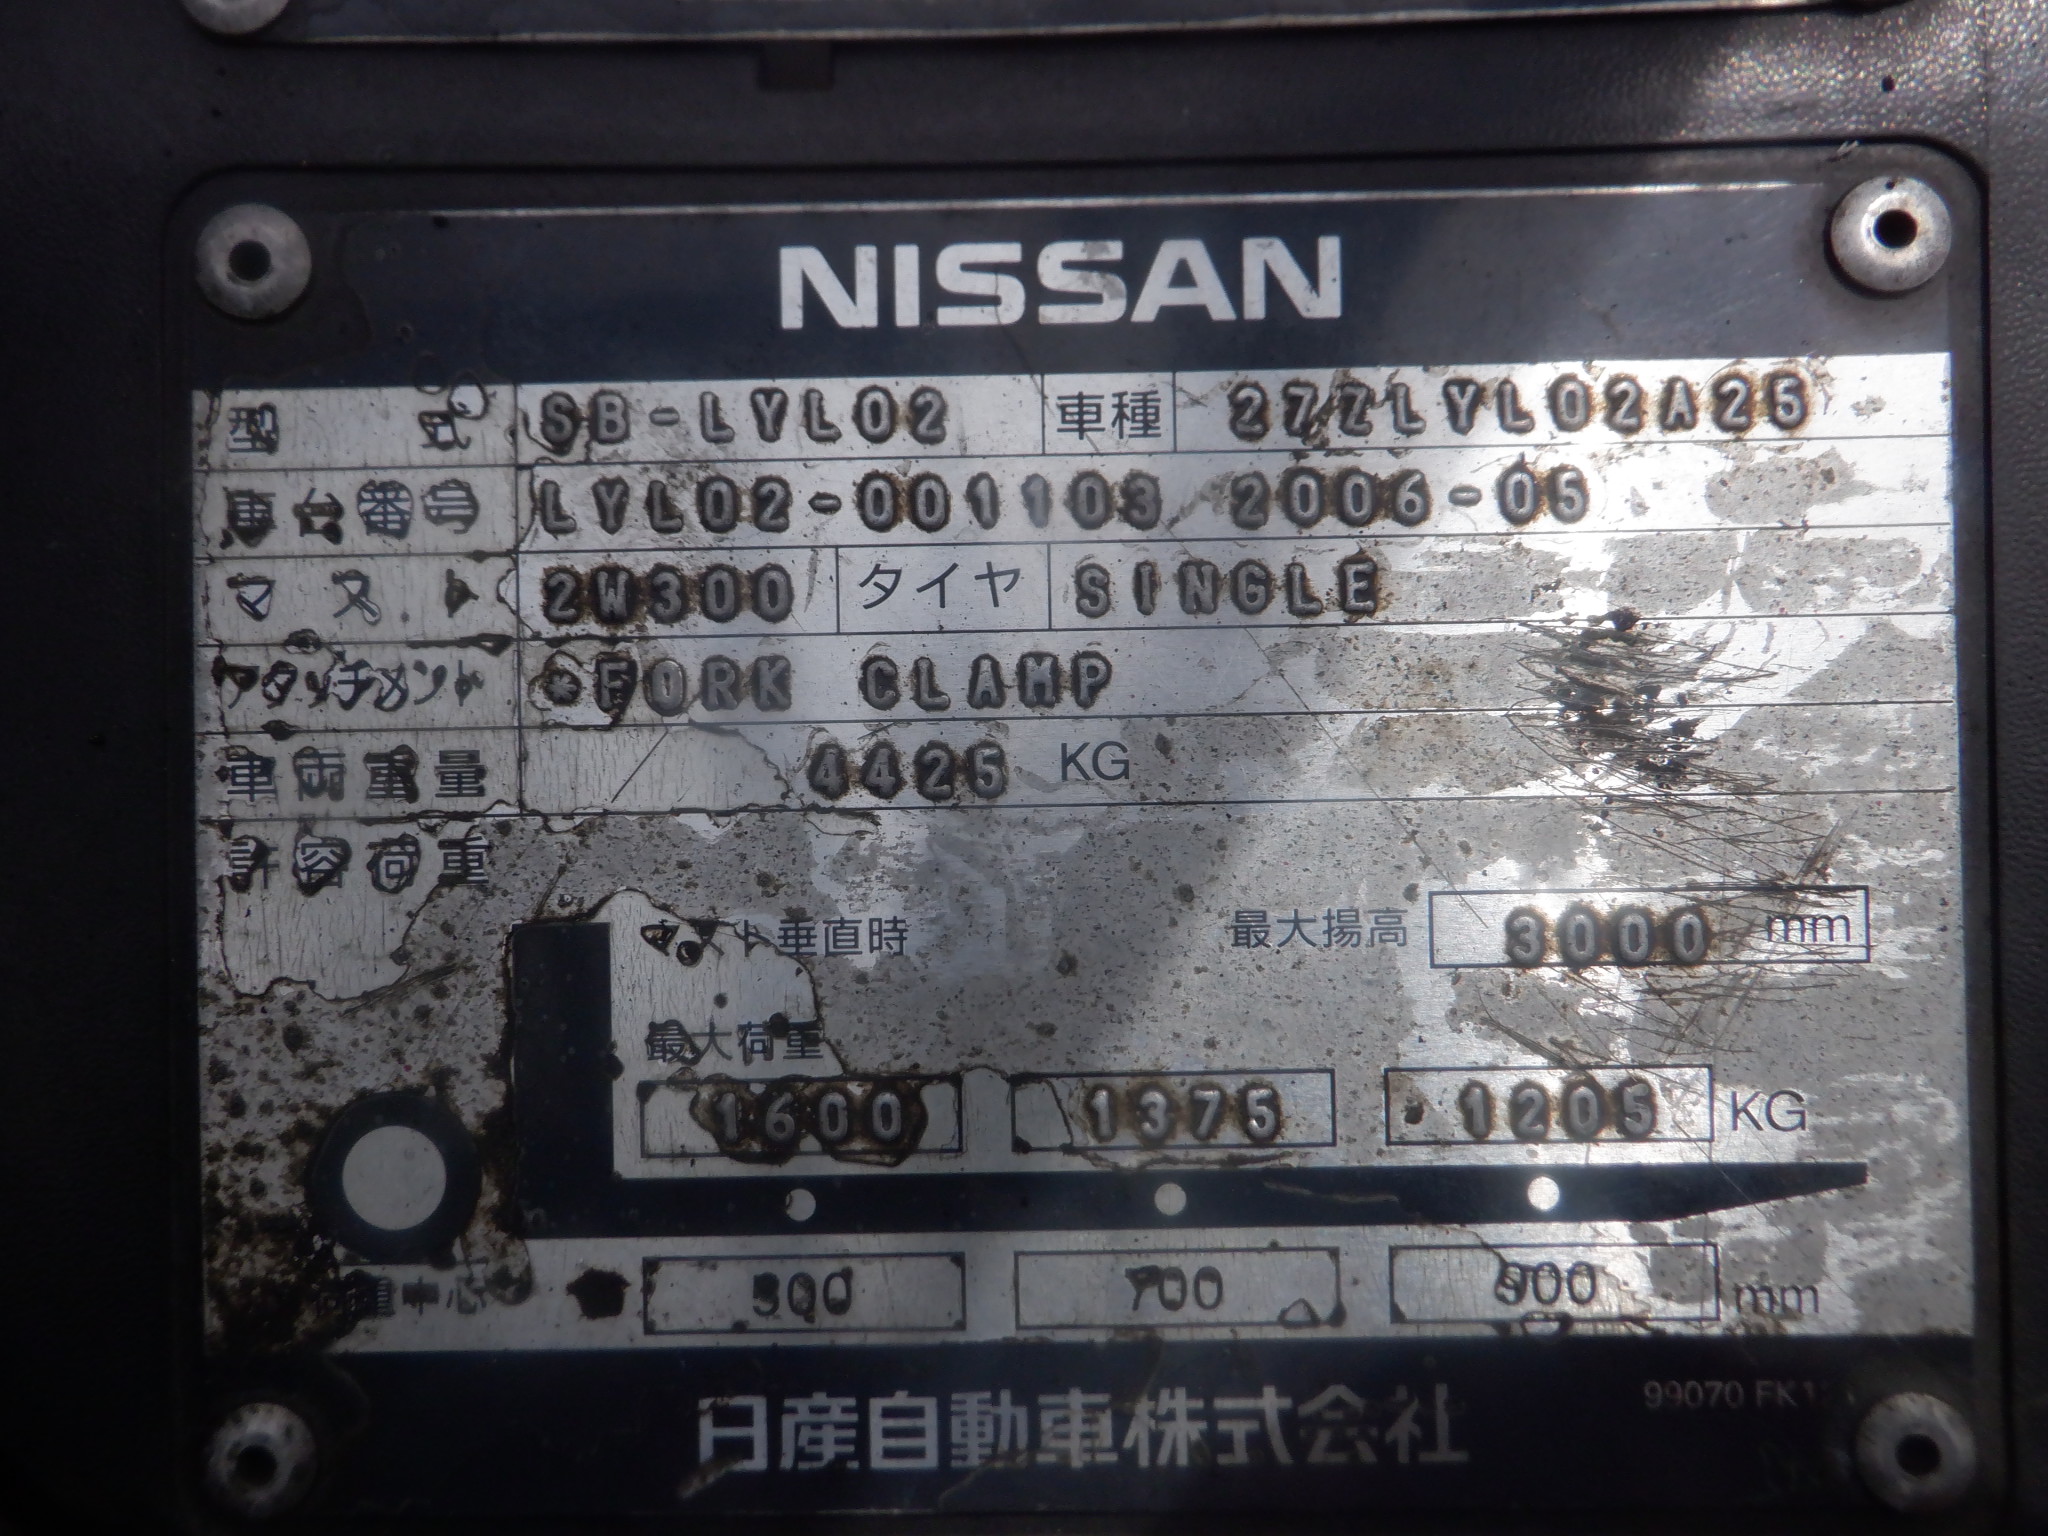 NISSAN
型式 SB-LYL02 車種 27ZLYL02A25
車台番号 LYL02-001103 2006-05
マスト 2W300 タイヤ SINGLE
アタッチメント *FORK CLAMP
車両重量 4425 KG
許容荷重
マスト垂直時 最大揚高 3000 mm
最大荷重
1600 1375 1205 KG
中心 700 900 mm
日産自動車株式会社
99070